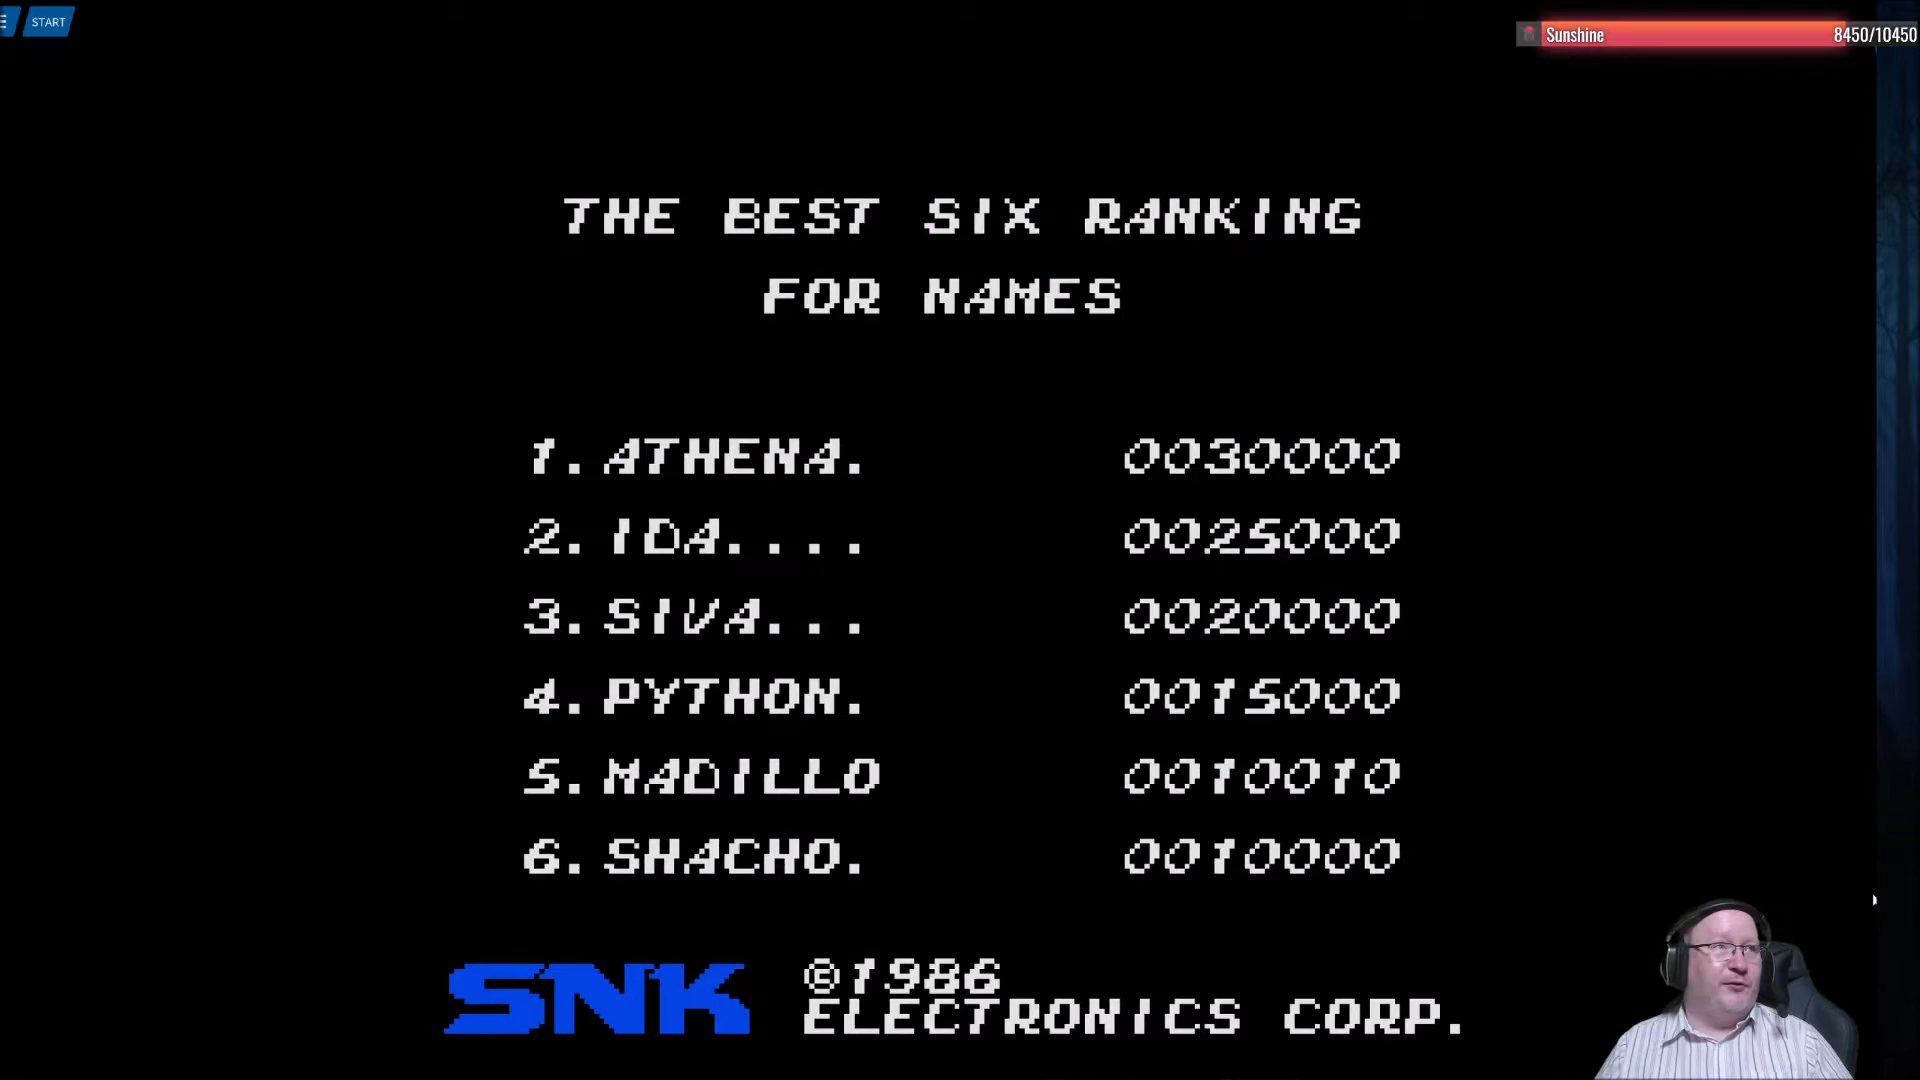 START
Sunshine 8450/10450
THE BEST SIX RANKING
FOR NAMES
1.ATHENA. 0030000
2.IDA.... 0025000
3.SIVA... 0020000
4.PYTHON. 0015000
5.MADILLO 0010010
6.SHACHO. 0010000
SNK ©1986
ELECTRONICS CORP.